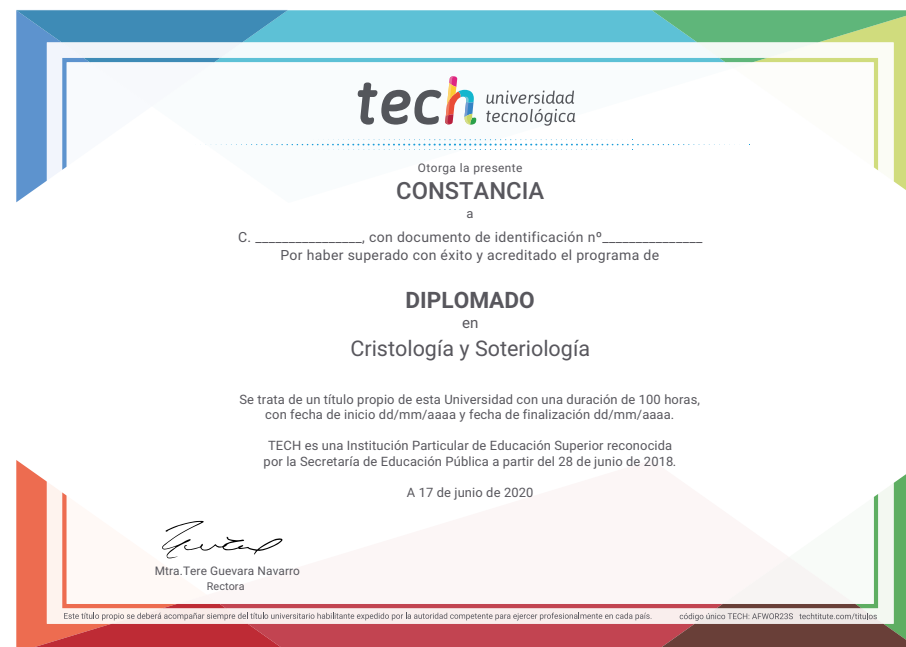 tech universidad
tecnológica
Otorga la presente
CONSTANCIA
a
C. ________________, con documento de identificación nº_______________
Por haber superado con éxito y acreditado el programa de
DIPLOMADO
en
Cristología y Soteriología
Se trata de un título propio de esta Universidad con una duración de 100 horas,
con fecha de inicio dd/mm/aaaa y fecha de finalización dd/mm/aaaa.
TECH es una Institución Particular de Educación Superior reconocida
por la Secretaría de Educación Pública a partir del 28 de junio de 2018.
A 17 de junio de 2020
Mtra.Tere Guevara Navarro
Rectora
Este título propio se deberá acompañar siempre del título universitario habilitante expedido por la autoridad competente para ejercer profesionalmente en cada país. código único TECH: AFWOR23S techtitute.com/titulos